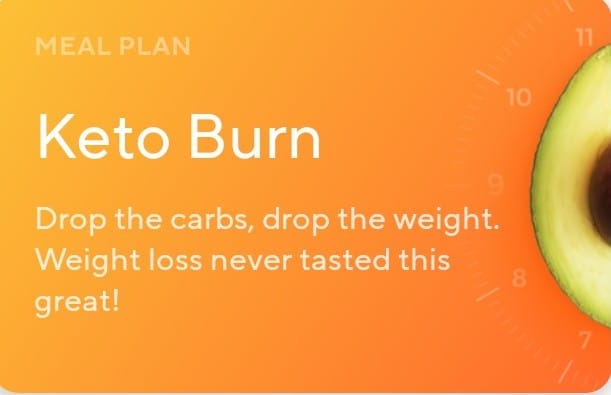 MEAL PLAN
Keto Burn
Drop the carbs, drop the weight.
Weight loss never tasted this
great!
11
10
9
8
7